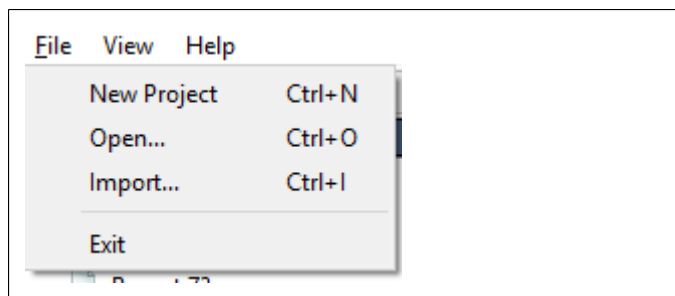 File View Help
New Project Ctrl+N
Open... Ctrl+O
Import... Ctrl+I
Exit